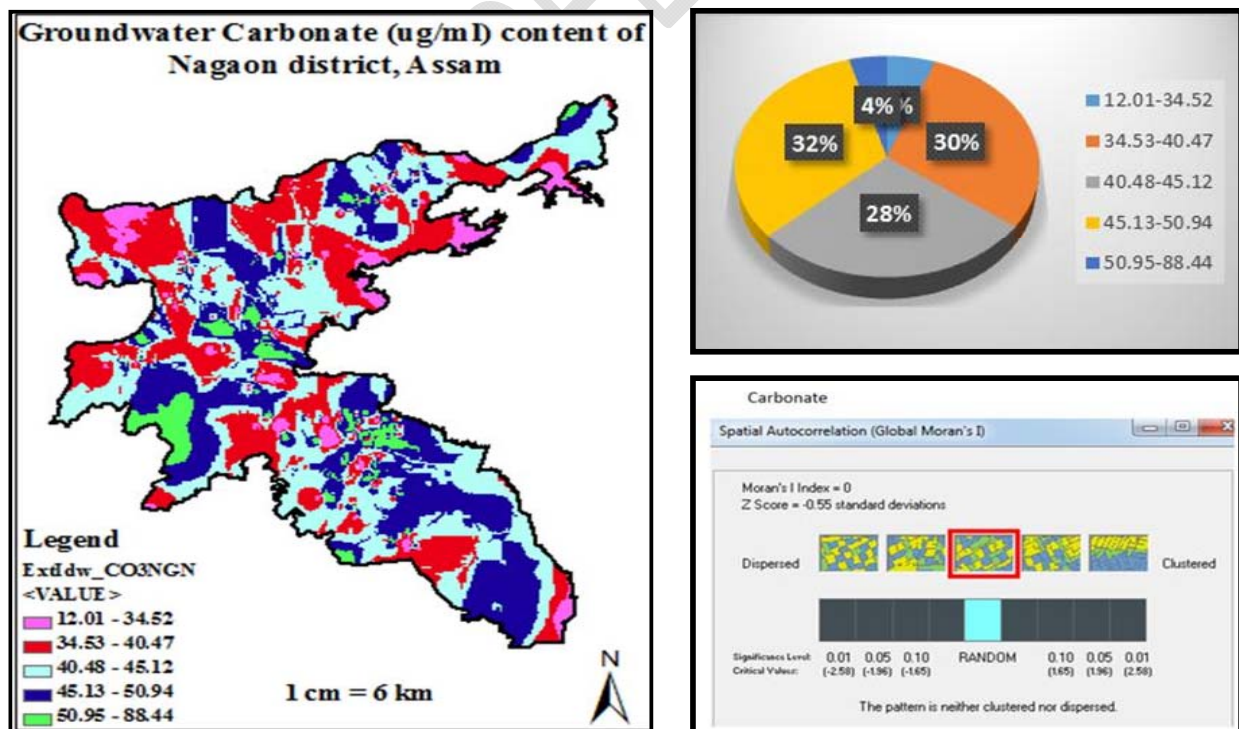 Groundwater Carbonate (ug/ml) content of
Nagaon district, Assam
Legend
ExtIdw_CO3NGN
<VALUE>
12.01 - 34.52
34.53 - 40.47
40.48 - 45.12
45.13 - 50.94
50.95 - 88.44
1 cm = 6 km
N
4%
%
32%
30%
28%
12.01-34.52
34.53-40.47
40.48-45.12
45.13-50.94
50.95-88.44
Carbonate
Spatial Autocorrelation (Global Moran's I)
Moran's I Index = 0
Z Score = -0.55 standard deviations
Dispersed
Clustered
Significance Level: 0.01 0.05 0.10 RANDOM 0.10 0.05 0.01
Critical Values: (-2.58) (-1.96) (-1.65) (1.65) (1.96) (2.58)
The pattern is neither clustered nor dispersed.